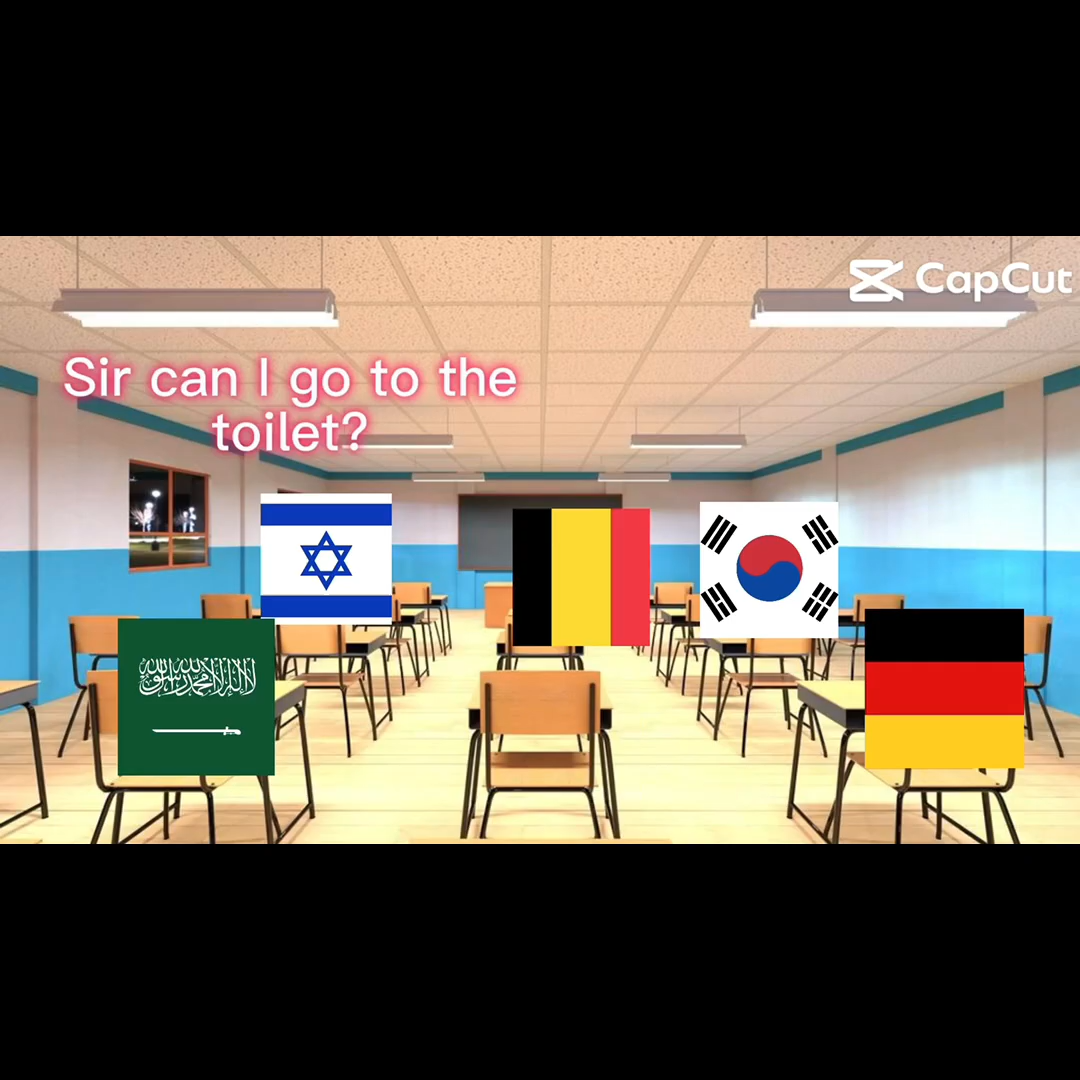 CapCut
Sir can I go to the
toilet?
لا إله إلا الله محمد رسول الله